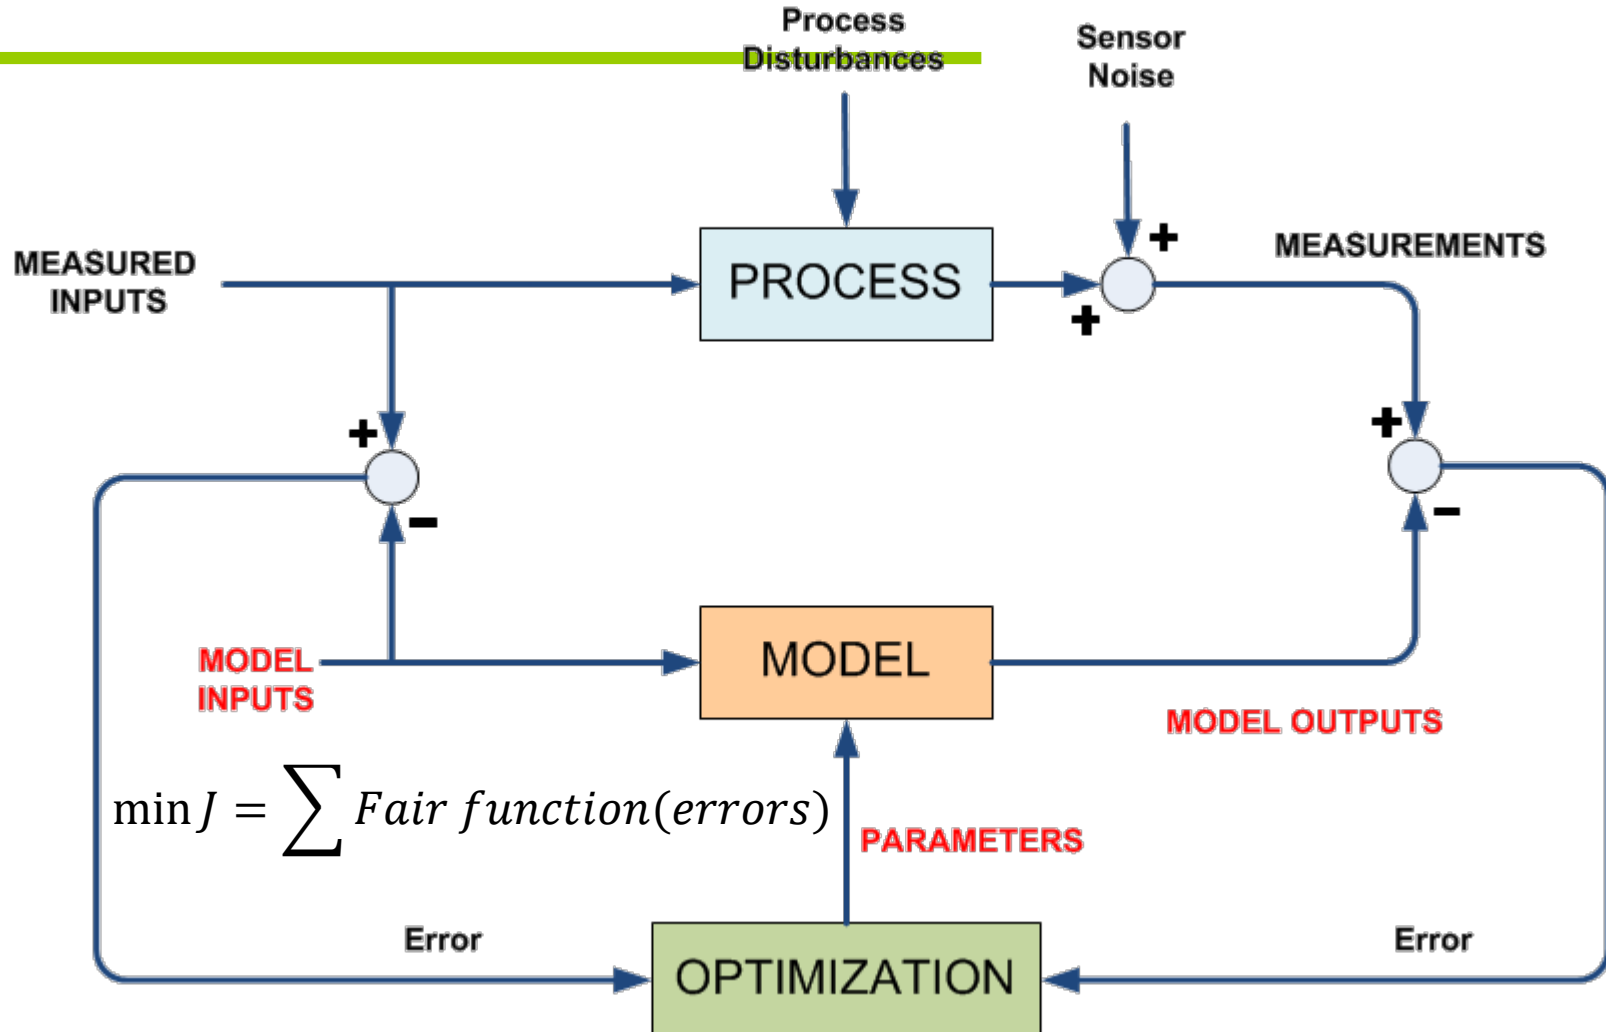 Process
Disturbances
Sensor
Noise
+
MEASURED
INPUTS
PROCESS
+
MEASUREMENTS
+
+
−
−
MODEL
INPUTS
MODEL
MODEL OUTPUTS
min J = ∑ Fair function(errors)
PARAMETERS
Error
Error
OPTIMIZATION